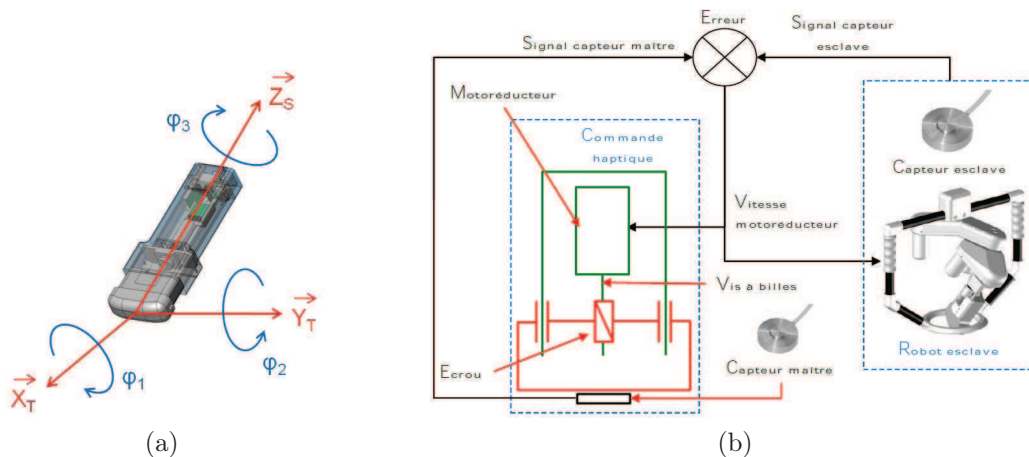 Z_S
φ3
Y_T
φ2
X_T
φ1
(a)
Erreur
Signal capteur maître
Signal capteur
esclave
Motoréducteur
Commande
haptique
Capteur esclave
Vitesse
motoréducteur
Vis à billes
Ecrou
Capteur maître
Robot esclave
(b)